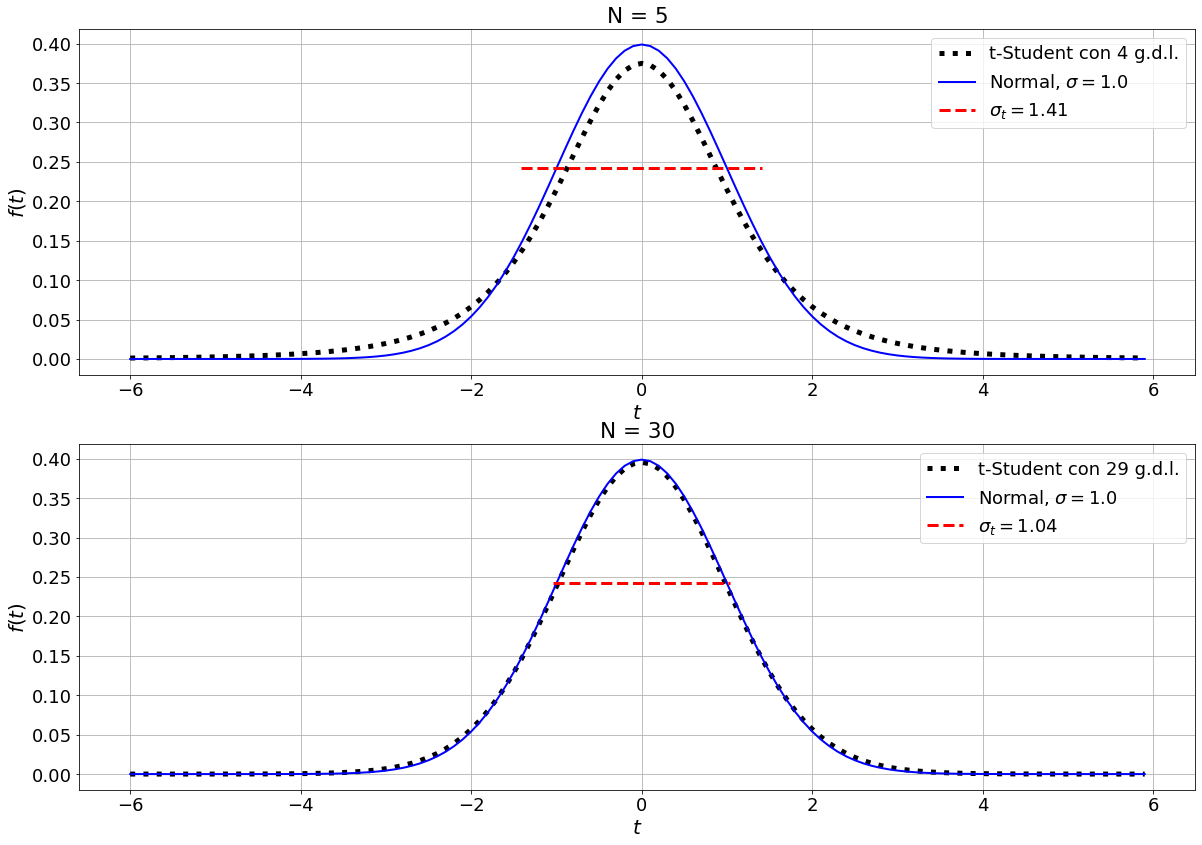 N = 5
0.40
0.35
0.30
0.25
0.20
0.15
0.10
0.05
0.00
f(t)
t-Student con 4 g.d.l.
Normal, σ = 1.0
σₜ = 1.41
−6 −4 −2 0 2 4 6
t
N = 30
0.40
0.35
0.30
0.25
0.20
0.15
0.10
0.05
0.00
f(t)
t-Student con 29 g.d.l.
Normal, σ = 1.0
σₜ = 1.04
−6 −4 −2 0 2 4 6
t